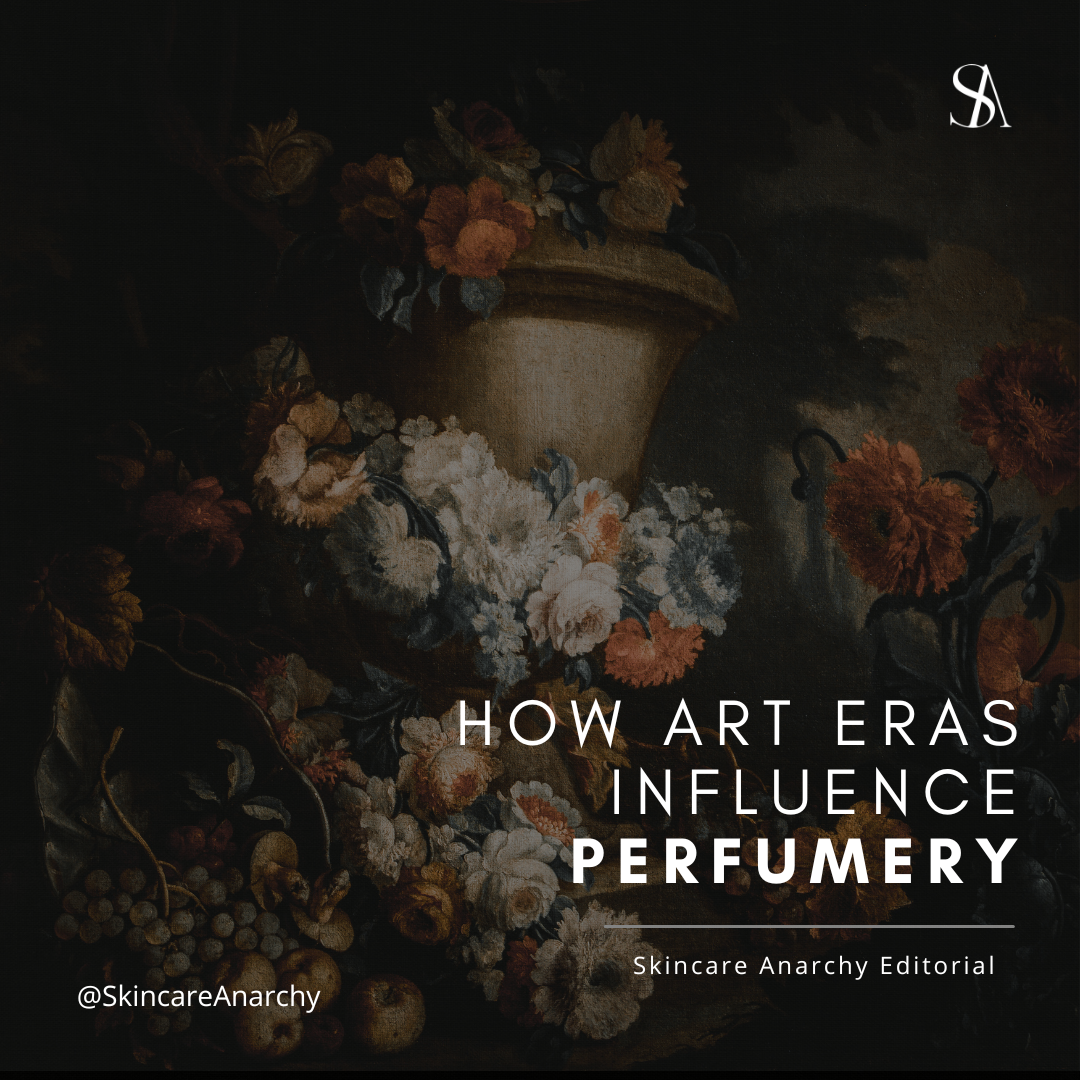 SA
HOW ART ERAS
INFLUENCE
PERFUMERY
Skincare Anarchy Editorial
@SkincareAnarchy